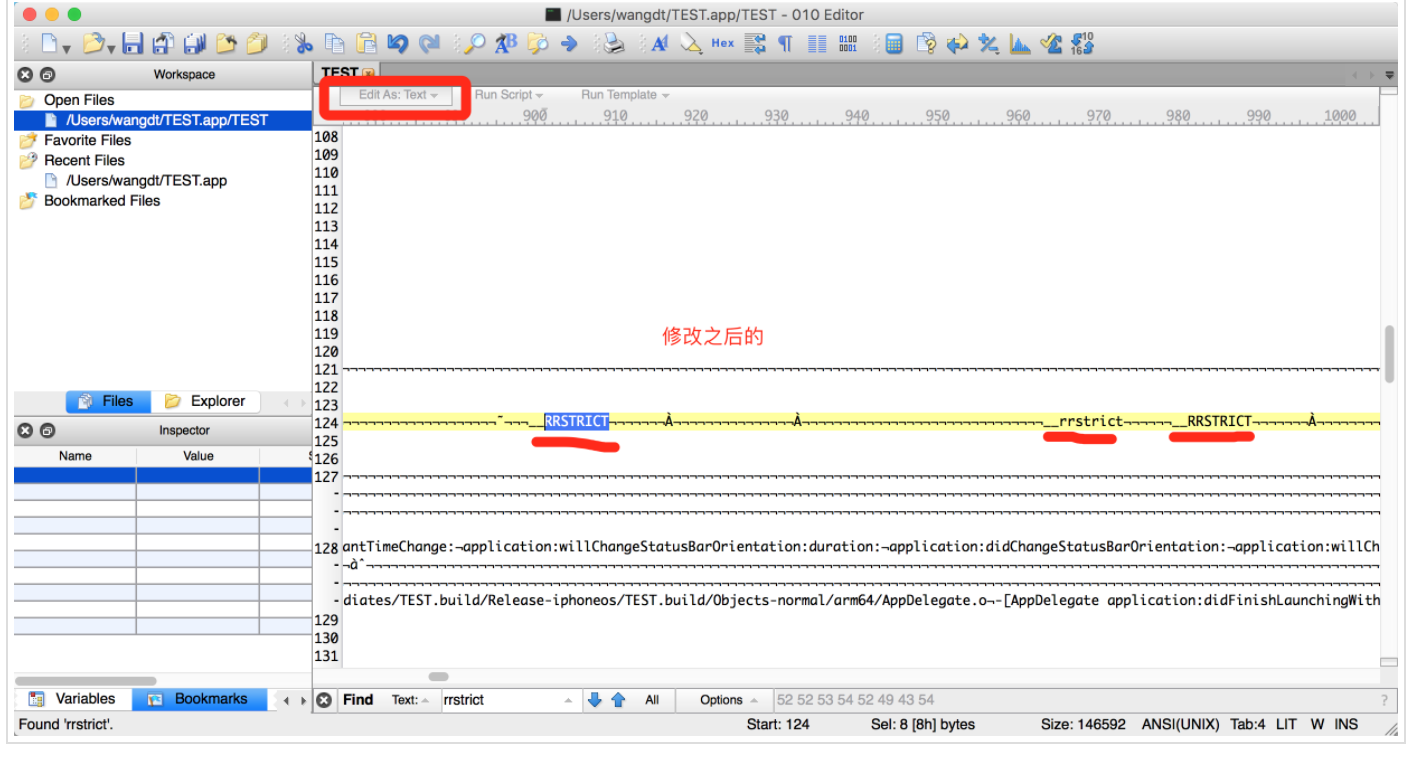 /Users/wangdt/TEST.app/TEST - 010 Editor
Workspace
Open Files
/Users/wangdt/TEST.app/TEST
Favorite Files
Recent Files
/Users/wangdt/TEST.app
Bookmarked Files
Files
Explorer
Inspector
Name Value
Variables
Bookmarks
TEST
Edit As: Text
Run Script
Run Template
900 910 920 930 940 950 960 970 980 990 1000
108
109
110
111
112
113
114
115
116
117
118
119
修改之后的
120
121
122
123
124 __RRSTRICT À À __rrstrict __RRSTRICT À
125
126
127
128 antTimeChange:¬application:willChangeStatusBarOrientation:duration:¬application:didChangeStatusBarOrientation:¬application:willCh
¬àˆ¬
diates/TEST.build/Release-iphoneos/TEST.build/Objects-normal/arm64/AppDelegate.o¬-[AppDelegate application:didFinishLaunchingWith
129
130
131
Find Text: rrstrict All Options 52 52 53 54 52 49 43 54 ?
Found 'rrstrict'. Start: 124 Sel: 8 [8h] bytes Size: 146592 ANSI(UNIX) Tab:4 LIT W INS